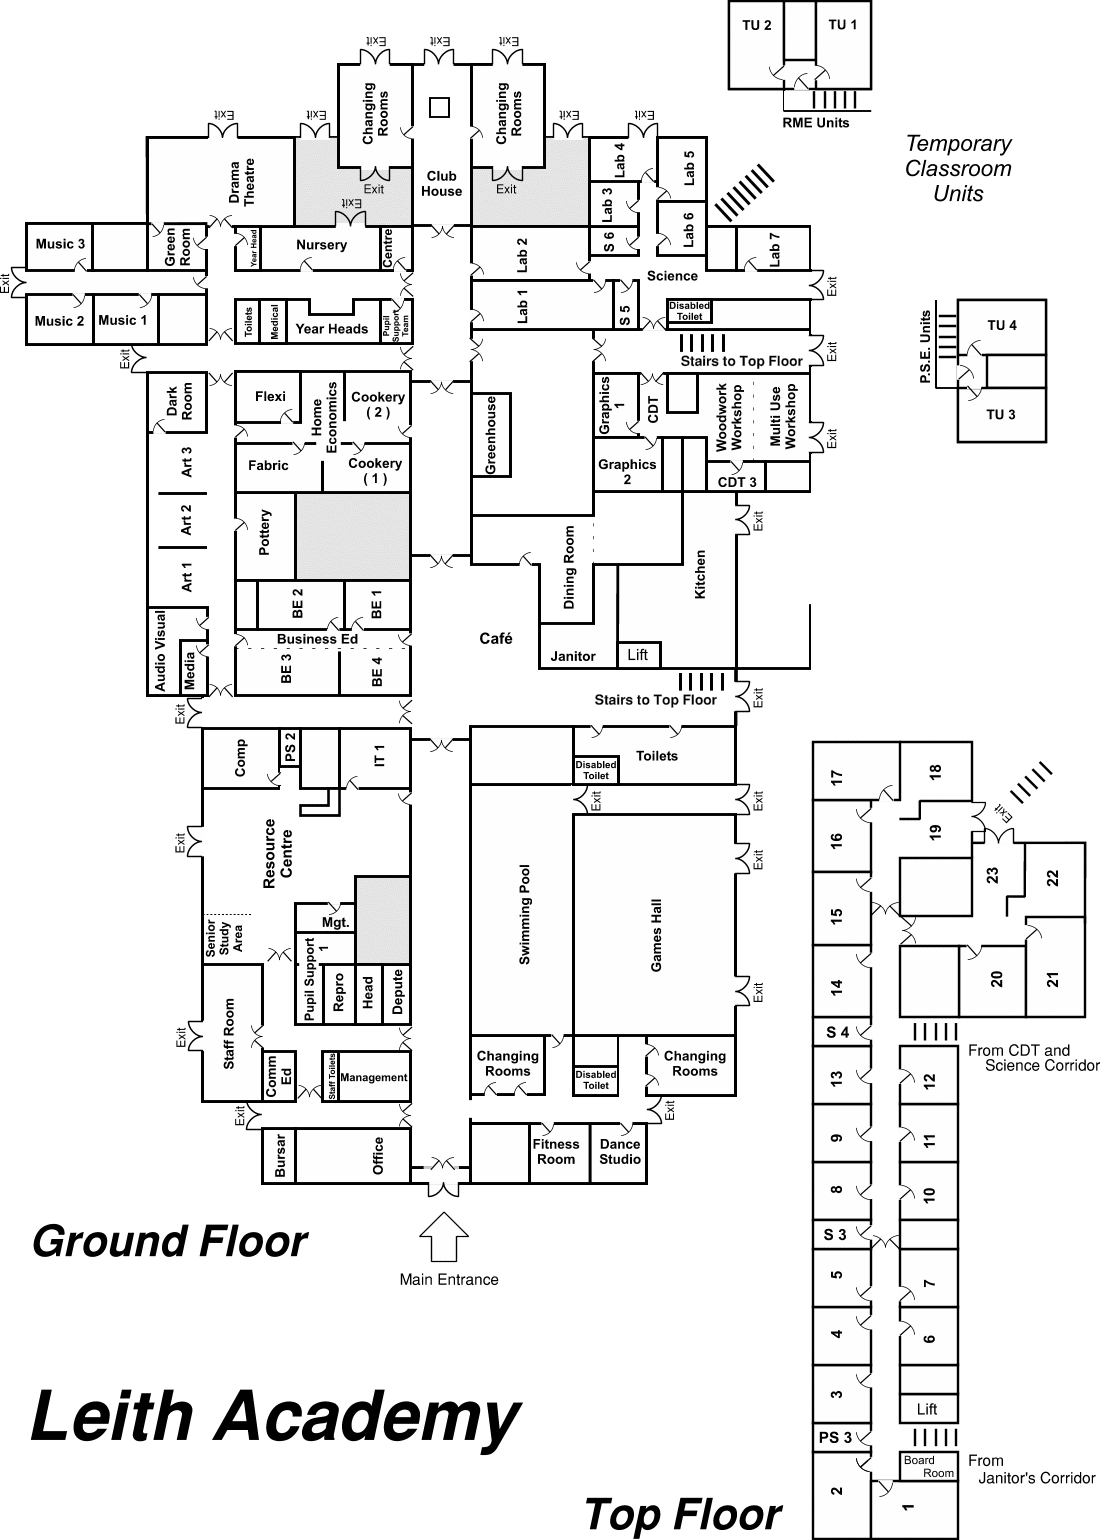 TU 2
TU 1
RME Units
Temporary
Classroom
Units
Exit
Exit
Exit
Exit
Exit
Exit
Exit
Changing
Rooms
Changing
Rooms
Club
House
Exit
Exit
Exit
Drama
Theatre
Lab 4
Lab 5
Lab 3
Lab 6
S 6
Lab 7
Music 3
Green
Room
Year Head
Nursery
Centre
Lab 2
Science
Exit
Exit
Music 2
Music 1
Toilets
Medical
Year Heads
Pupil
Support
Team
Lab 1
S 5
Disabled
Toilet
Exit
Exit
Stairs to Top Floor
P.S.E. Units
TU 4
TU 3
Dark
Room
Flexi
Home
Economics
Cookery
( 2 )
Greenhouse
Graphics
1
CDT
Woodwork
Workshop
Multi Use
Workshop
Exit
Art 3
Fabric
Cookery
( 1 )
Graphics
2
CDT 3
Art 2
Pottery
Exit
Art 1
Dining Room
Kitchen
BE 2
BE 1
Audio Visual
Media
Business Ed
BE 3
BE 4
Café
Janitor
Lift
Exit
Stairs to Top Floor
Exit
Comp
PS 2
IT 1
Toilets
Disabled
Toilet
Exit
Exit
Exit
Resource
Centre
Exit
Swimming Pool
Games Hall
Senior
Study
Area
Mgt.
Pupil Support
1
Repro
Head
Depute
Exit
Exit
Staff Room
Comm
Ed
Staff Toilets
Management
Changing
Rooms
Disabled
Toilet
Changing
Rooms
Exit
Exit
Bursar
Office
Fitness
Room
Dance
Studio
Main Entrance
Ground Floor
Leith Academy
17
18
Exit
16
19
23
22
15
14
20
21
S 4
From CDT and
Science Corridor
13
12
9
11
8
10
S 3
5
7
4
6
3
Lift
PS 3
Board
Room
From
Janitor's Corridor
2
1
Top Floor